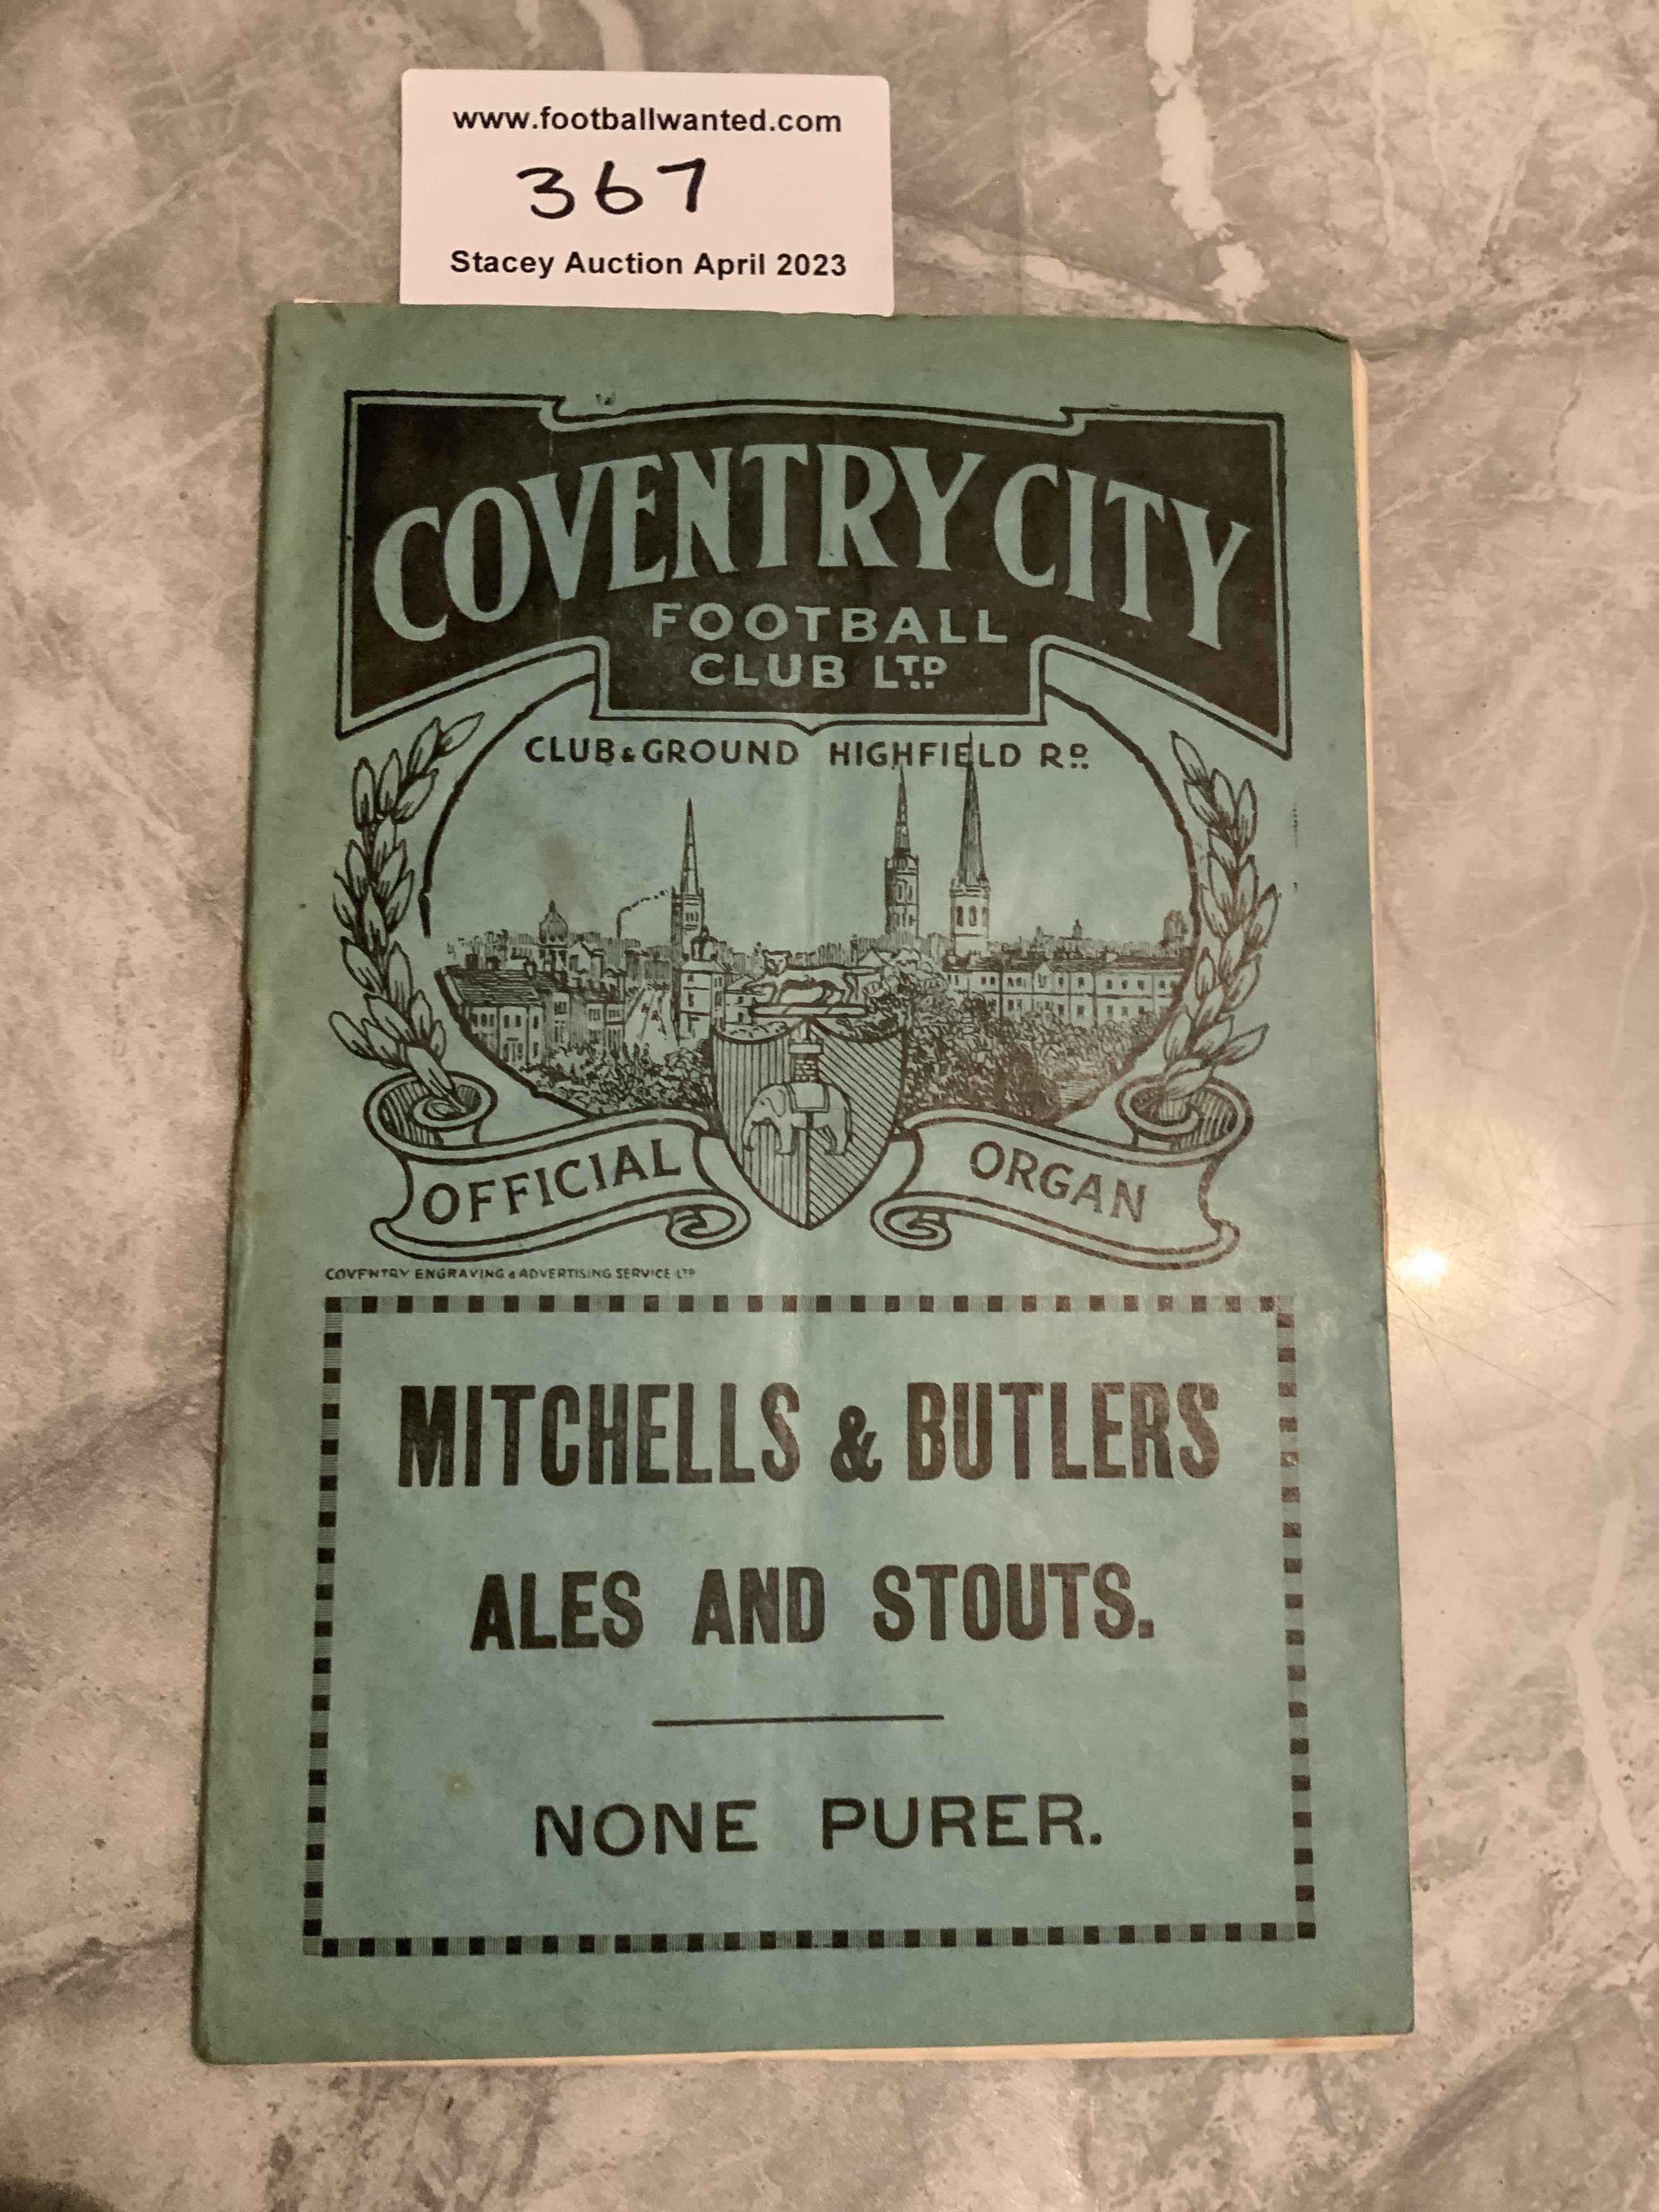 www.footballwanted.com
367
Stacey Auction April 2023
COVENTRY CITY
FOOTBALL
CLUB LTD
CLUB & GROUND HIGHFIELD RD
OFFICIAL ORGAN
COVENTRY ENGRAVING & ADVERTISING SERVICE LTD
MITCHELLS & BUTLERS
ALES AND STOUTS.
NONE PURER.